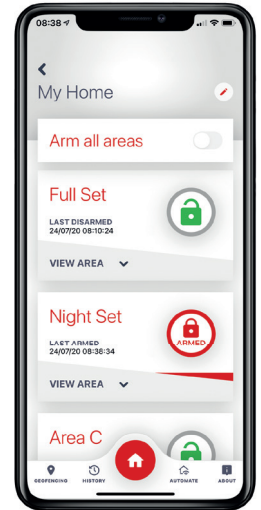 08:38
My Home
Arm all areas
Full Set
LAST DISARMED
24/07/20 08:10:24
VIEW AREA
Night Set
LAST ARMED
24/07/20 08:36:34
ARMED
VIEW AREA
Area C
GEOFENCING HISTORY AUTOMATE ABOUT